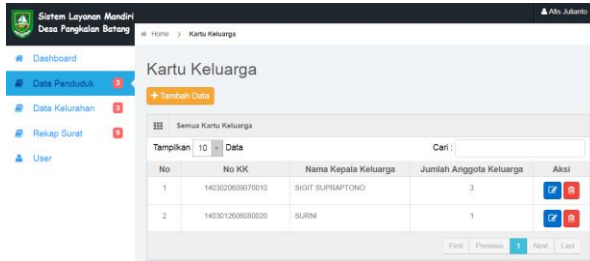 Sistem Layanan Mandiri
Desa Pangkalan Batang
Afis Julianto
Home > Kartu Keluarga
Dashboard
Data Penduduk 3
Data Kelurahan 3
Rekap Surat 9
User
Kartu Keluarga
+ Tambah Data
Semua Kartu Keluarga
Tampilkan 10 Data Cari :
No No KK Nama Kepala Keluarga Jumlah Anggota Keluarga Aksi
1 1403020609070010 SIGIT SUPRAPTONO 3
2 1403012606080020 SURNI 1
First Previous 1 Next Last